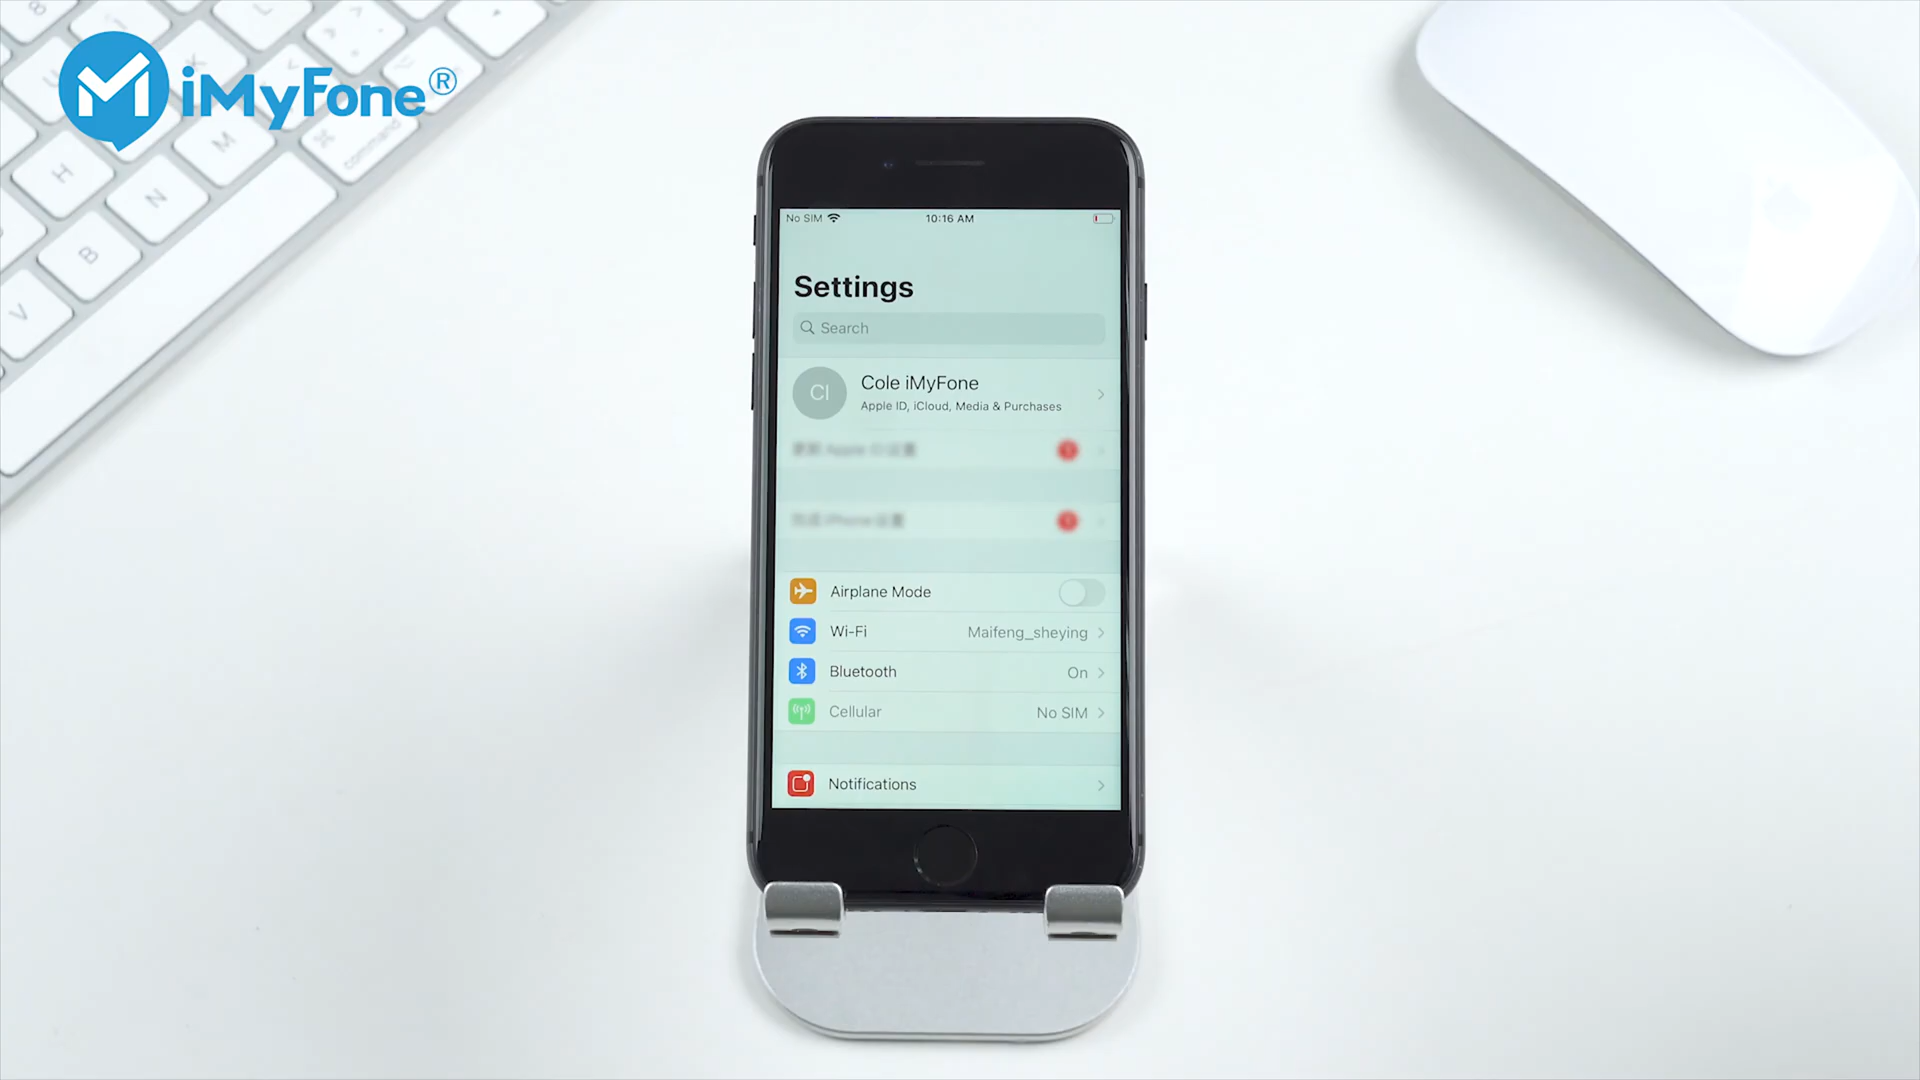 iMyFone®
No SIM 10:16 AM
Settings
Search
CI
Cole iMyFone
Apple ID, iCloud, Media & Purchases
Airplane Mode
Wi-Fi Maifeng_sheying
Bluetooth On
Cellular No SIM
Notifications
H
N
M
B
V
command